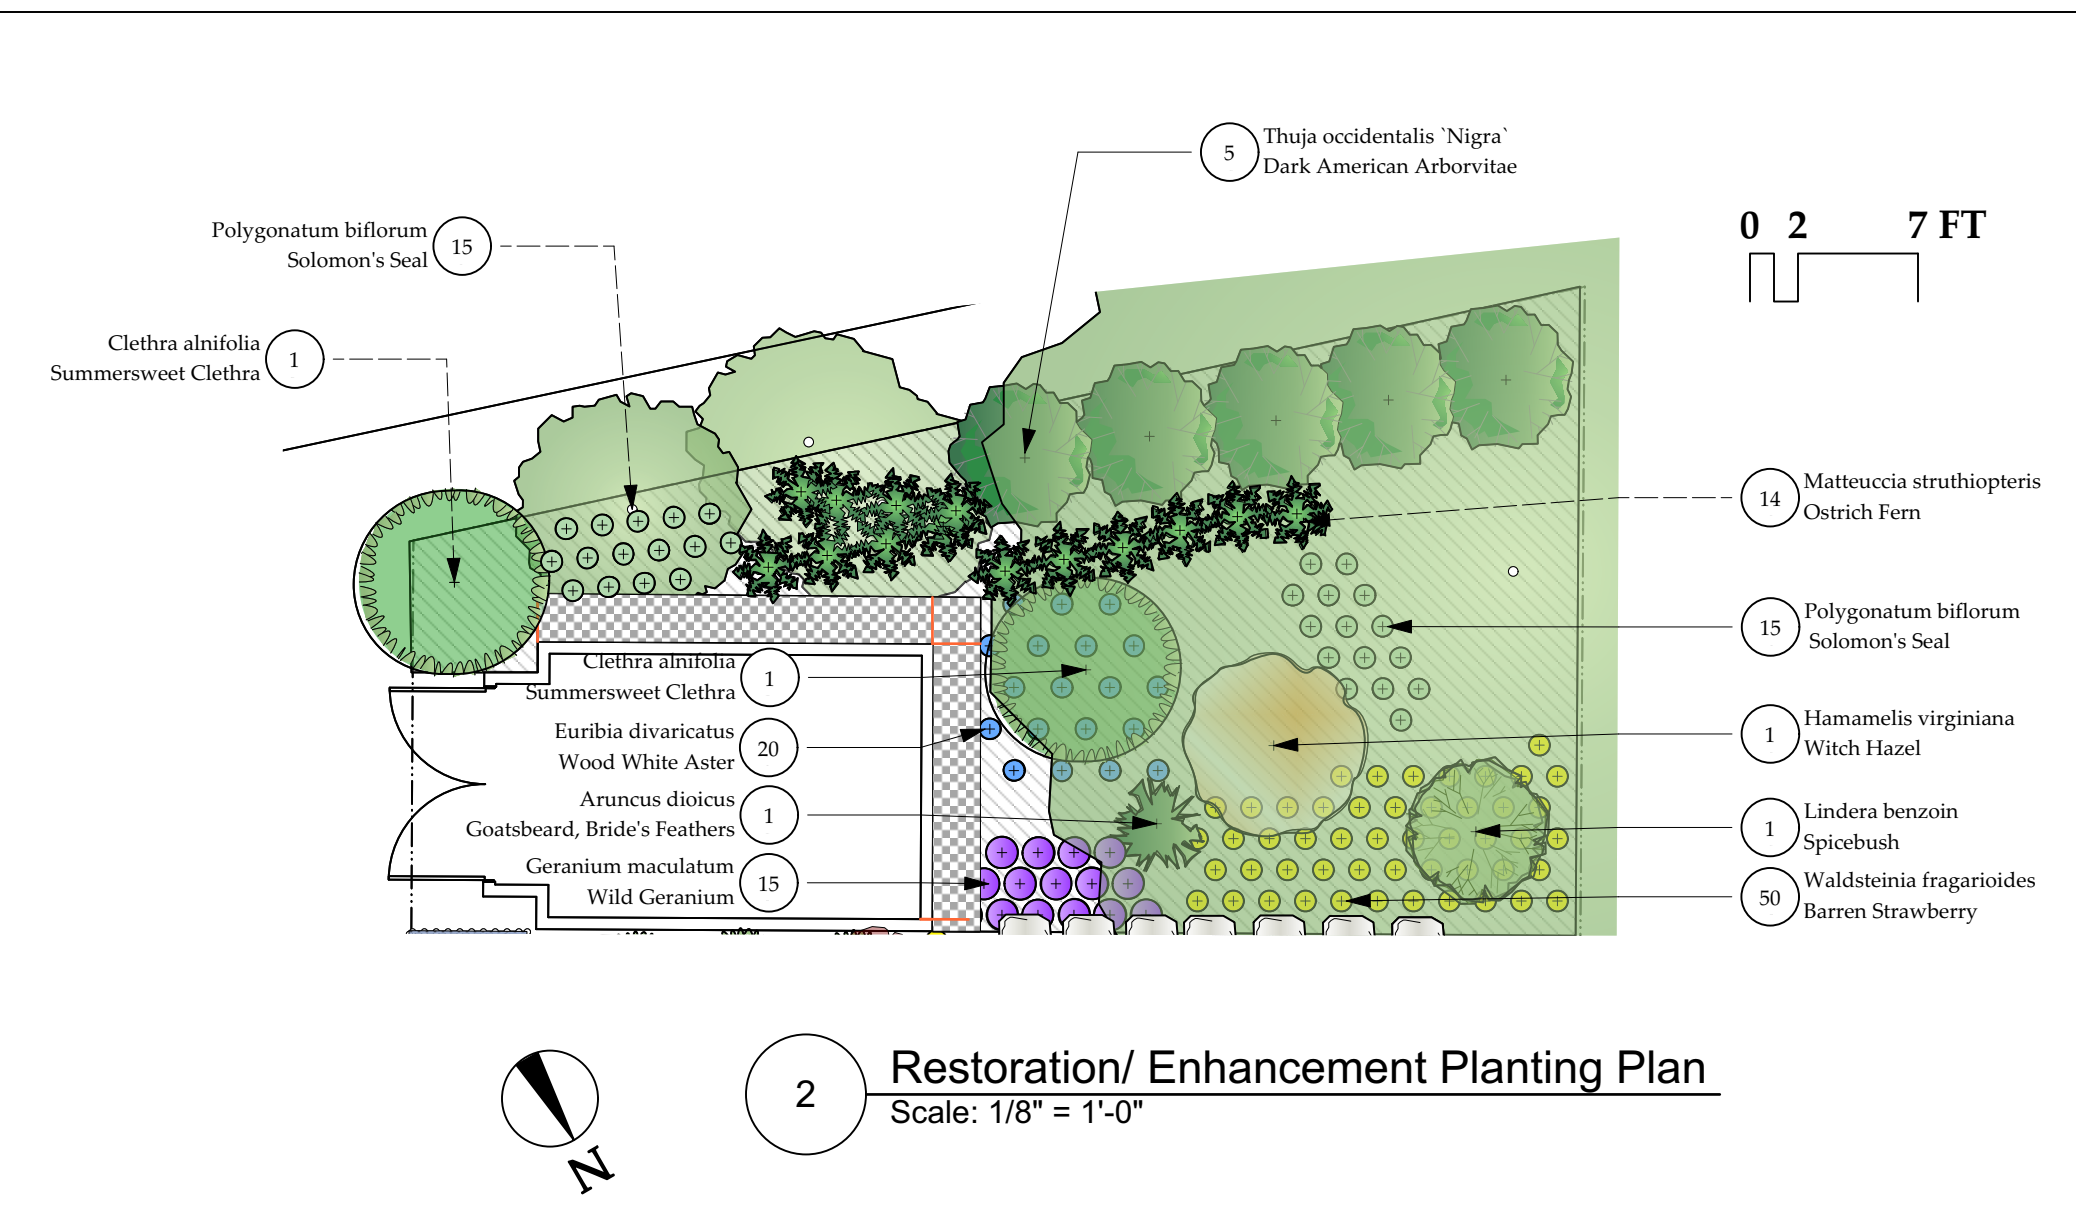 5
Thuja occidentalis `Nigra`
Dark American Arborvitae
0 2 7 FT
Polygonatum biflorum
Solomon's Seal
15
Clethra alnifolia
Summersweet Clethra
1
14
Matteuccia struthiopteris
Ostrich Fern
15
Polygonatum biflorum
Solomon's Seal
Clethra alnifolia
Summersweet Clethra
1
1
Hamamelis virginiana
Witch Hazel
Euribia divaricatus
Wood White Aster
20
Aruncus dioicus
Goatsbeard, Bride's Feathers
1
1
Lindera benzoin
Spicebush
Geranium maculatum
Wild Geranium
15
50
Waldsteinia fragarioides
Barren Strawberry
N
2
Restoration/ Enhancement Planting Plan
Scale: 1/8" = 1'-0"